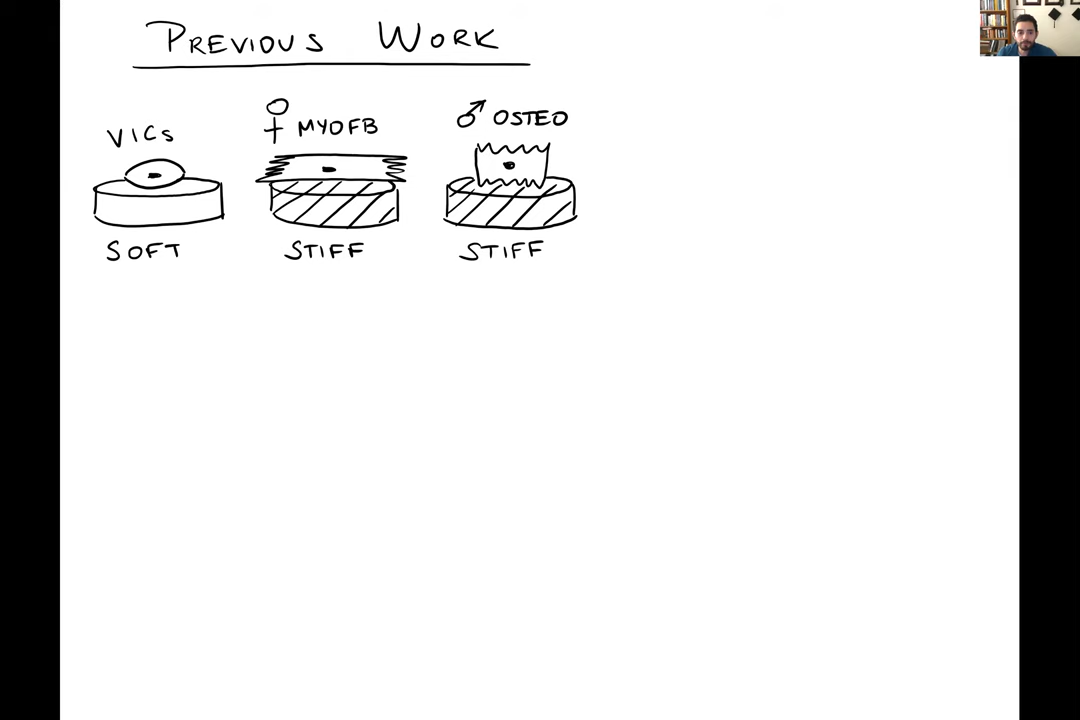 PREVIOUS WORK
VICs
♀ MYOFB
♂ OSTEO
SOFT
STIFF
STIFF